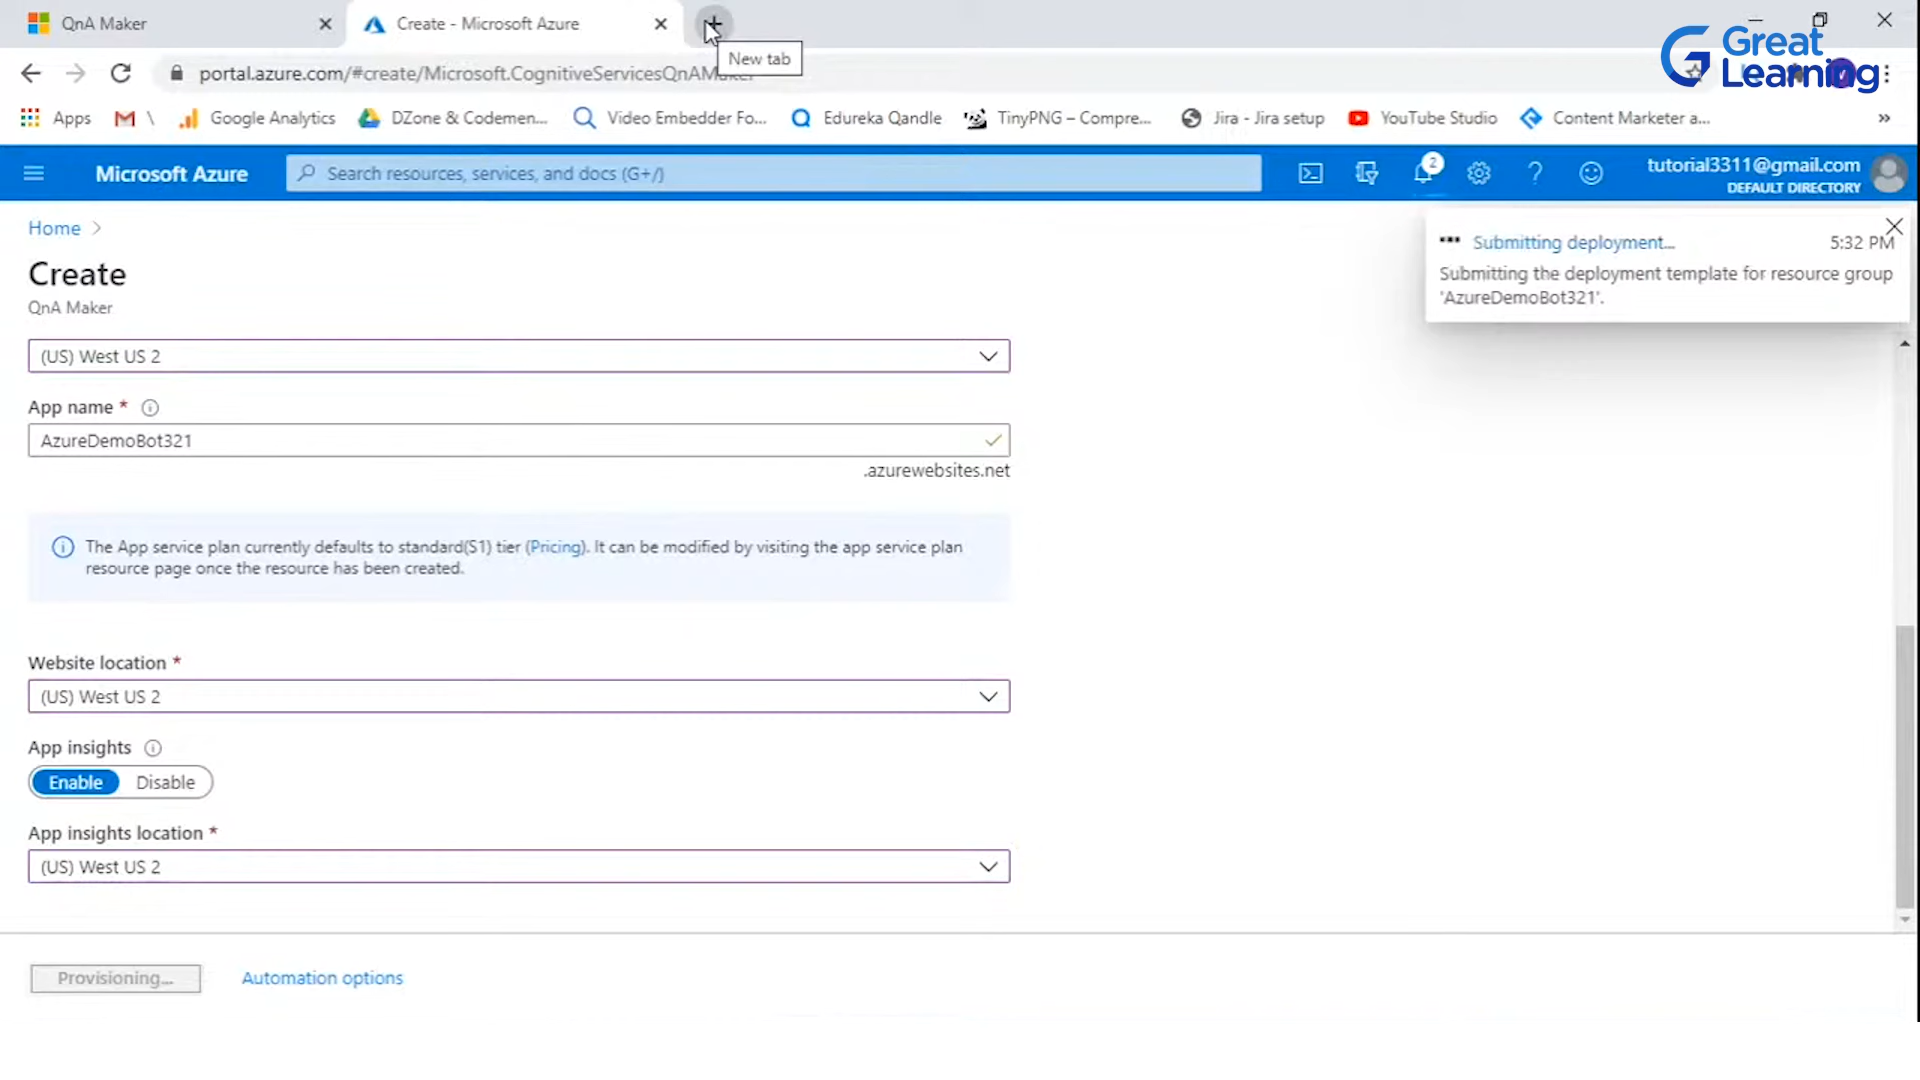 QnA Maker
Create - Microsoft Azure
New tab
Great
Learning
portal.azure.com/#create/Microsoft.CognitiveServicesQnAMaker
Apps
\
Google Analytics
DZone & Codemen...
Video Embedder Fo...
Edureka Qandle
TinyPNG – Compre...
Jira - Jira setup
YouTube Studio
Content Marketer a...
»
Microsoft Azure
Search resources, services, and docs (G+/)
2
tutorial3311@gmail.com
DEFAULT DIRECTORY
Home >
Submitting deployment...
5:32 PM
Submitting the deployment template for resource group
'AzureDemoBot321'.
Create
QnA Maker
(US) West US 2
App name *
AzureDemoBot321
.azurewebsites.net
The App service plan currently defaults to standard(S1) tier (Pricing). It can be modified by visiting the app service plan
resource page once the resource has been created.
Website location *
(US) West US 2
App insights
Enable
Disable
App insights location *
(US) West US 2
Provisioning...
Automation options